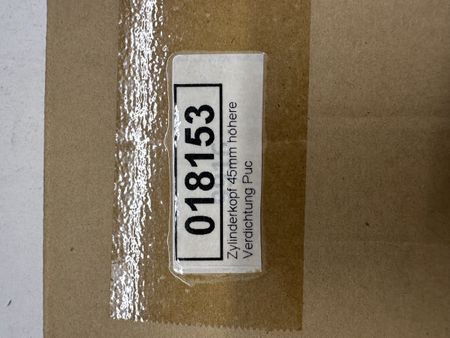 018153
Zylinderkopf 45mm höhere
Verdichtung Puc